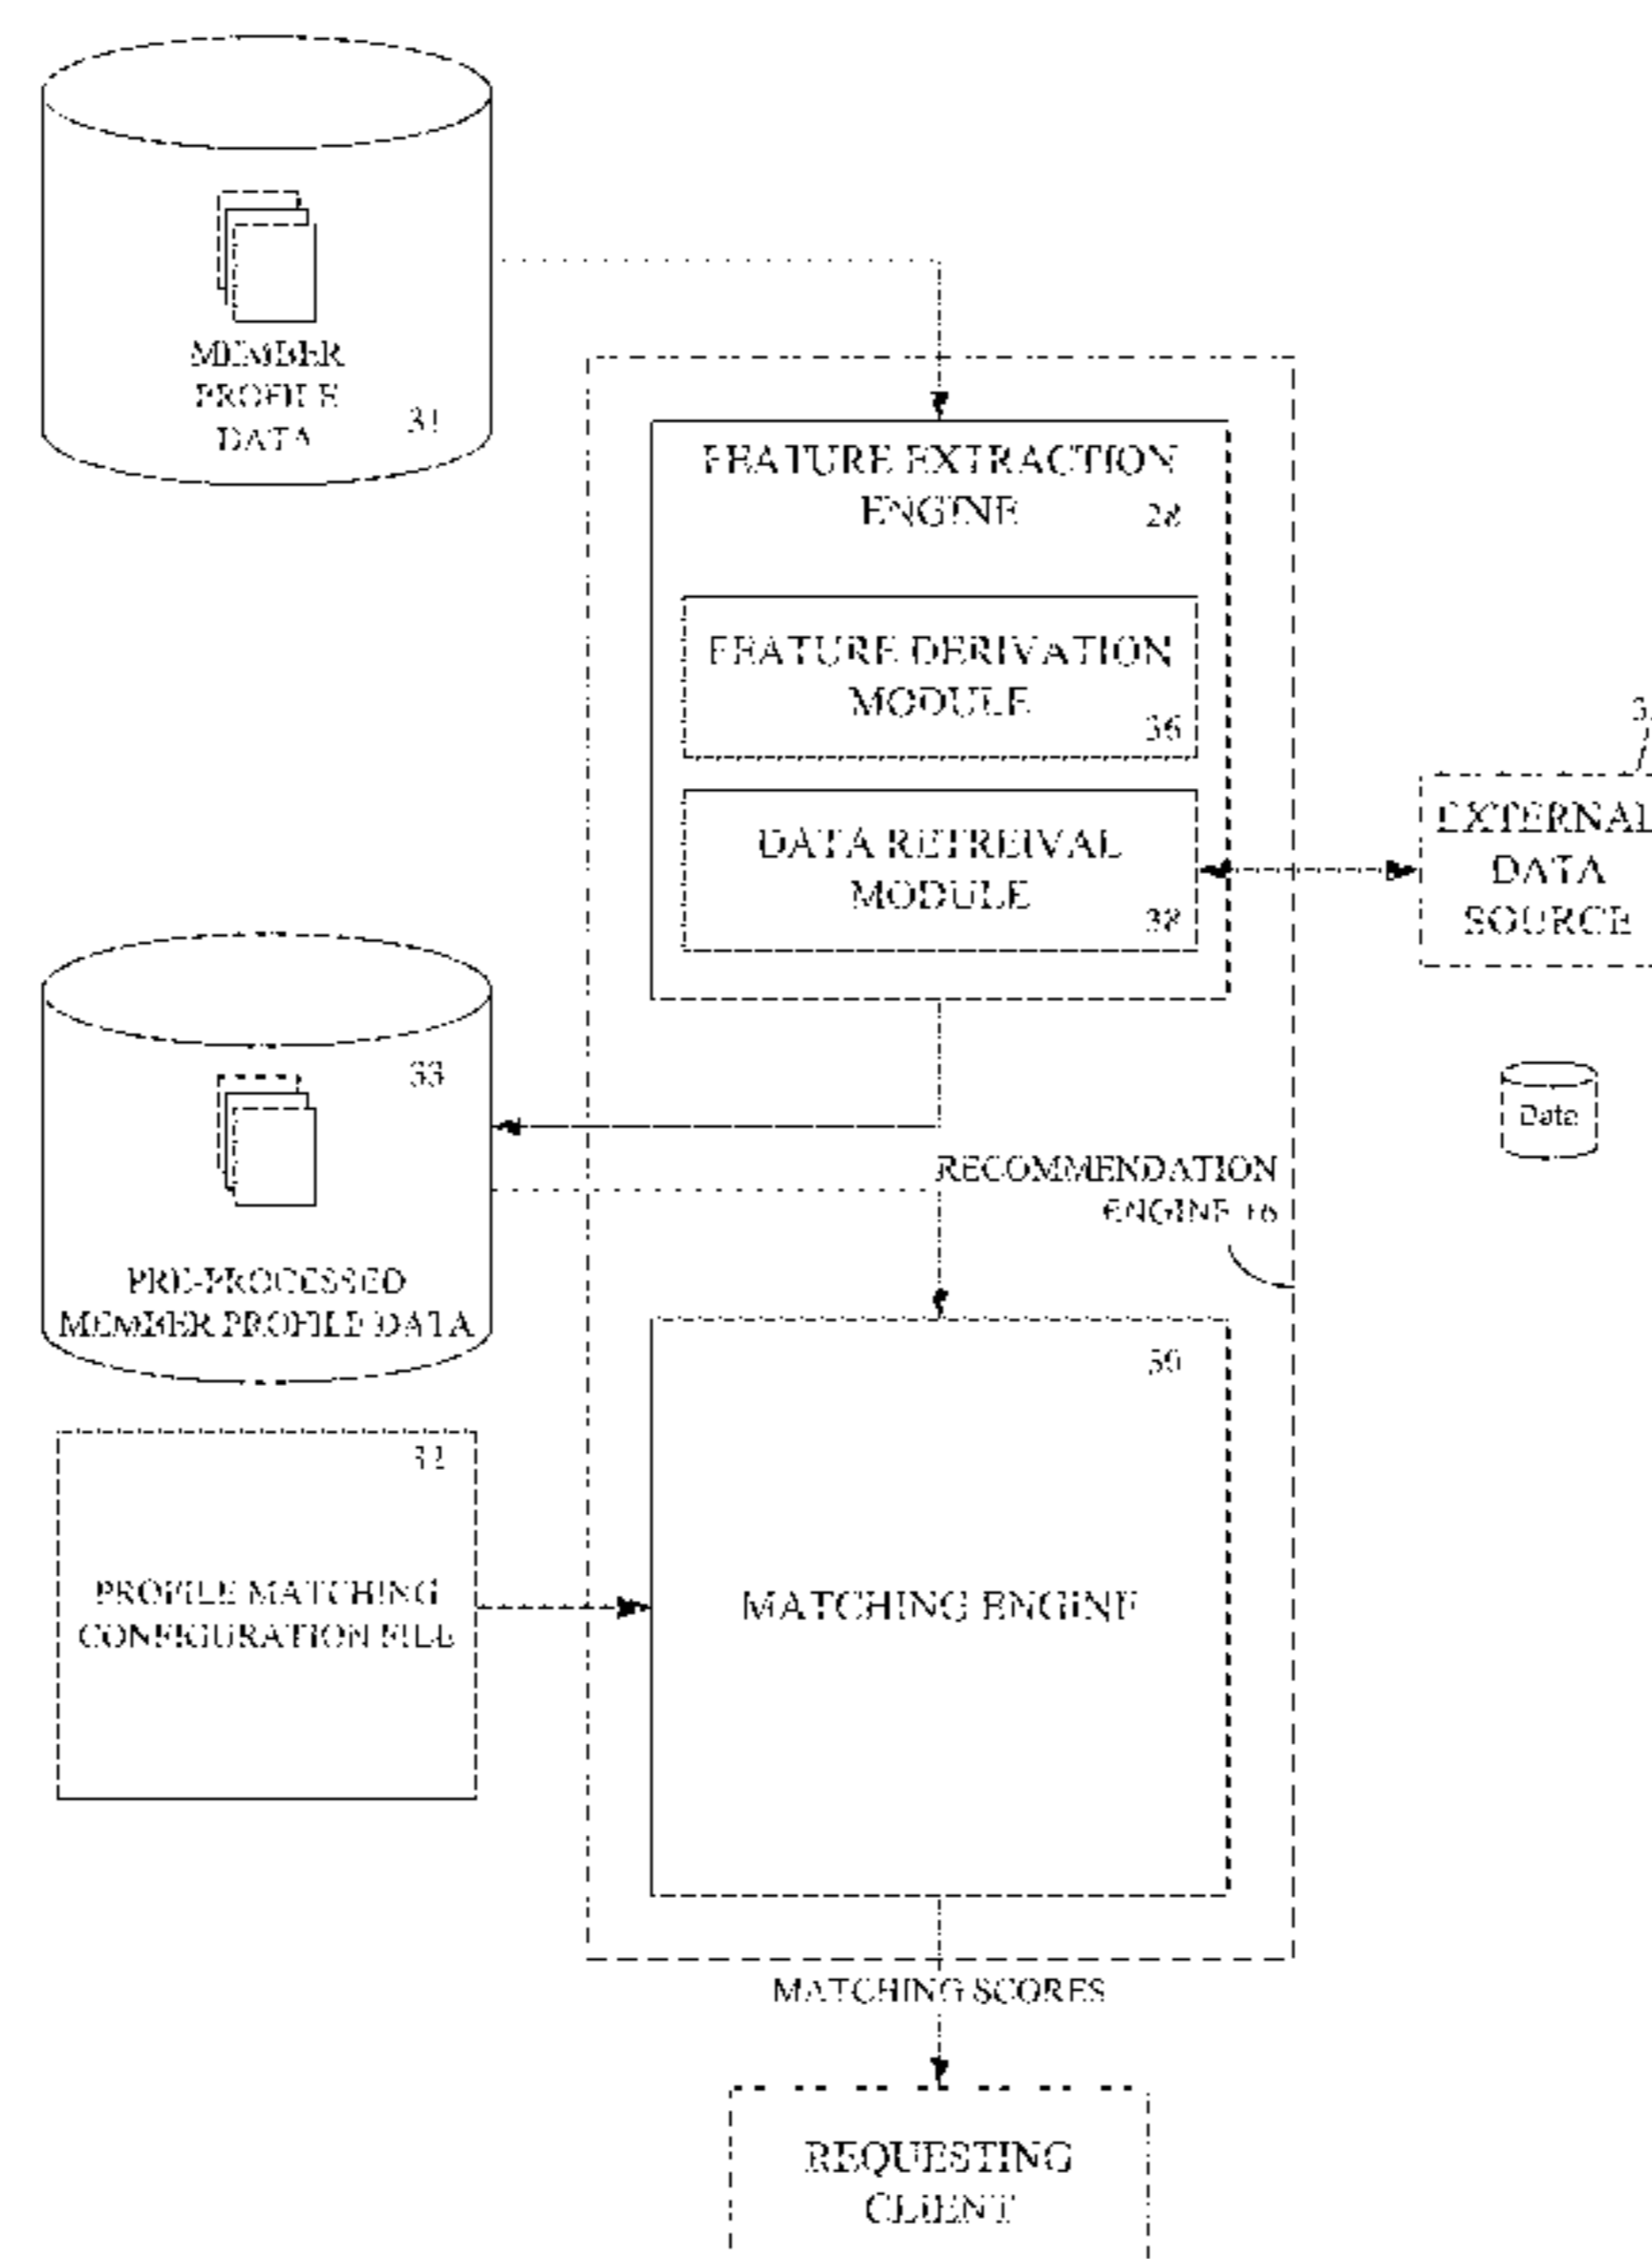 MEMBER
PROFILE
DATA
31
FEATURE EXTRACTION
ENGINE
28
FEATURE DERIVATION
MODULE
36
DATA RETREIVAL
MODULE
38
EXTERNAL
DATA
SOURCE
33
Data
RECOMMENDATION
ENGINE 16
PRE-PROCESSED
MEMBER PROFILE DATA
32
PROFILE MATCHING
CONFIGURATION FILE
MATCHING ENGINE
MATCHING SCORES
REQUESTING
CLIENT